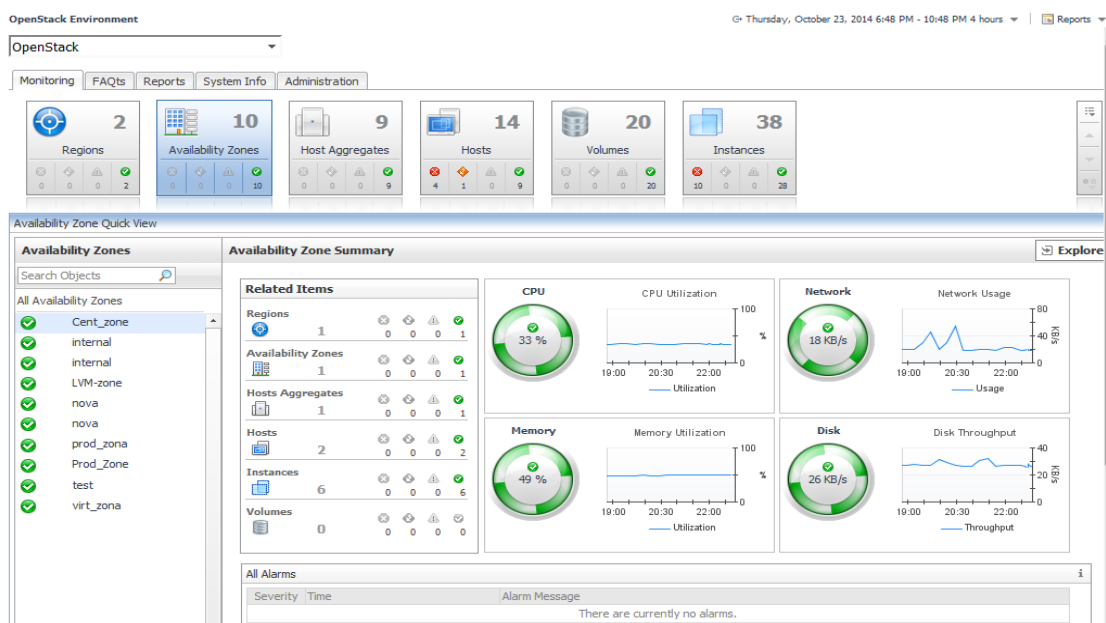 OpenStack Environment
Thursday, October 23, 2014 6:48 PM - 10:48 PM 4 hours
Reports
OpenStack
Monitoring FAQts Reports System Info Administration
2 10 9 14 20 38
Regions Availability Zones Host Aggregates Hosts Volumes Instances
0 0 0 2 0 0 0 10 0 0 0 9 4 1 0 9 0 0 0 20 10 0 0 28
Availability Zone Quick View
Availability Zones
Search Objects
All Availability Zones
Cent_zone
internal
internal
LVM-zone
nova
nova
prod_zona
Prod_Zone
test
virt_zona
Availability Zone Summary
Explore
Related Items
Regions
1 0 0 0 1
Availability Zones
1 0 0 0 1
Hosts Aggregates
1 0 0 0 1
Hosts
2 0 0 0 2
Instances
6 0 0 0 6
Volumes
0 0 0 0 0
CPU
33 %
CPU Utilization
100
%
0
19:00 20:30 22:00
Utilization
Network
18 KB/s
Network Usage
80
40
0
KB/s
19:00 20:30 22:00
Usage
Memory
49 %
Memory Utilization
100
%
0
19:00 20:30 22:00
Utilization
Disk
26 KB/s
Disk Throughput
40
20
0
KB/s
19:00 20:30 22:00
Throughput
All Alarms
i
Severity Time Alarm Message
There are currently no alarms.